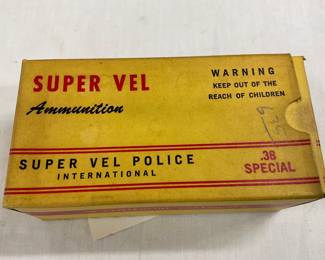 SUPER VEL
Ammunition
WARNING
KEEP OUT OF THE
REACH OF CHILDREN
SUPER VEL POLICE
INTERNATIONAL
.38
SPECIAL